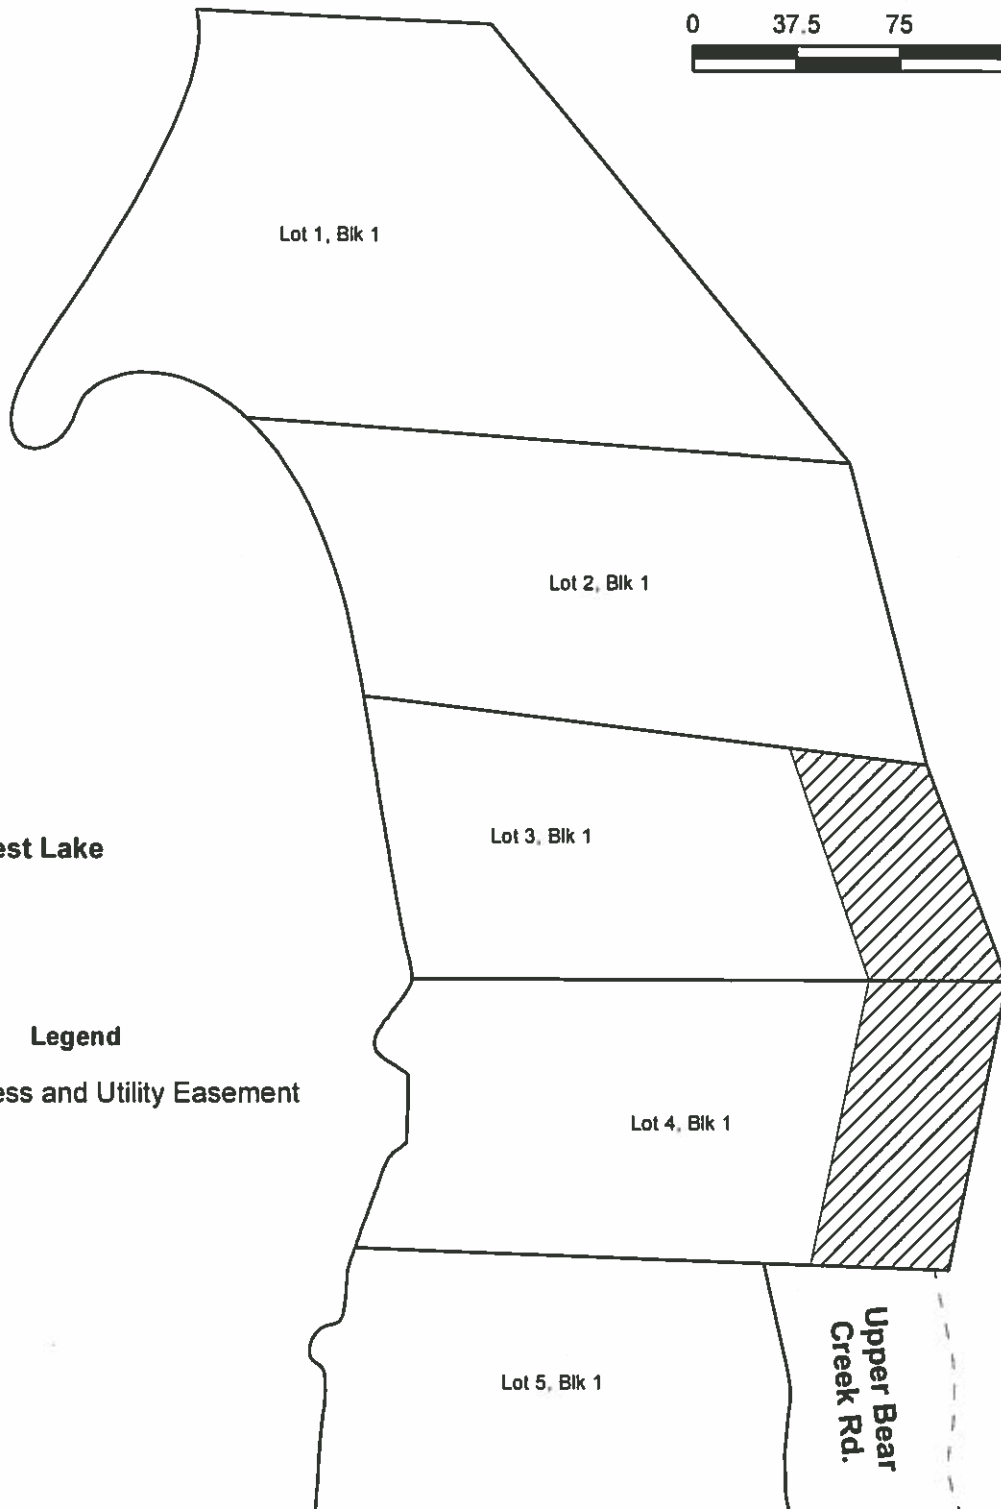 0 37.5 75
Lot 1, Blk 1
Lot 2, Blk 1
Lot 3, Blk 1
est Lake
Legend
ess and Utility Easement
Lot 4, Blk 1
Upper Bear
Creek Rd.
Lot 5, Blk 1